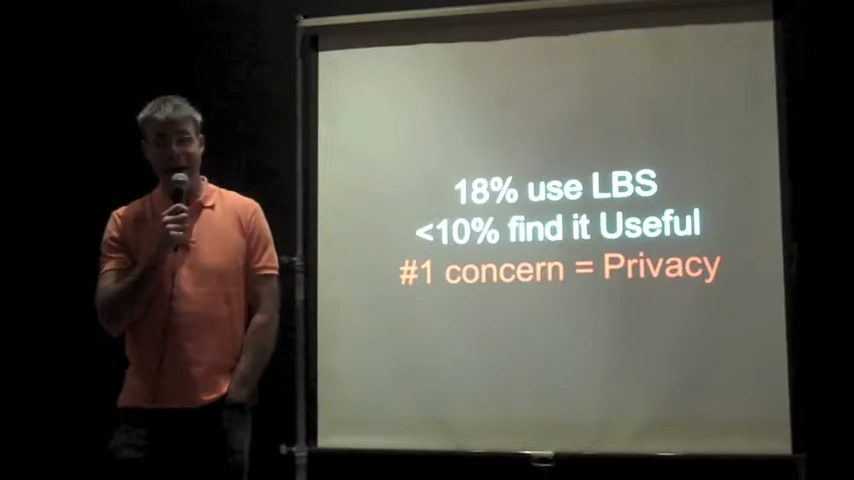 18% use LBS
<10% find it Useful
#1 concern = Privacy